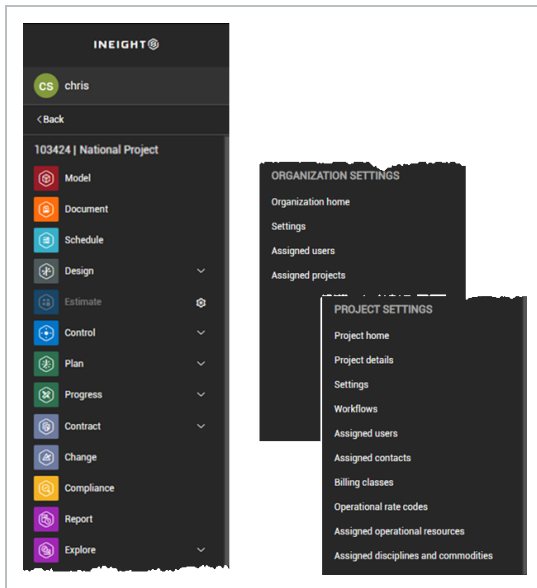 INEIGHT
CS chris
<Back
103424 | National Project
Model
Document
Schedule
Design
Estimate
Control
Plan
Progress
Contract
Change
Compliance
Report
Explore
ORGANIZATION SETTINGS
Organization home
Settings
Assigned users
Assigned projects
PROJECT SETTINGS
Project home
Project details
Settings
Workflows
Assigned users
Assigned contacts
Billing classes
Operational rate codes
Assigned operational resources
Assigned disciplines and commodities